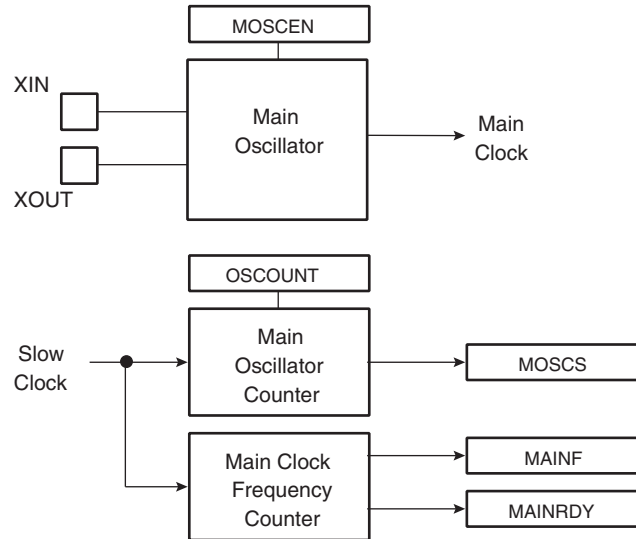 MOSCEN
XIN
Main
Oscillator
Main
Clock
XOUT
OSCOUNT
Slow
Clock
Main
Oscillator
Counter
MOSCS
Main Clock
Frequency
Counter
MAINF
MAINRDY